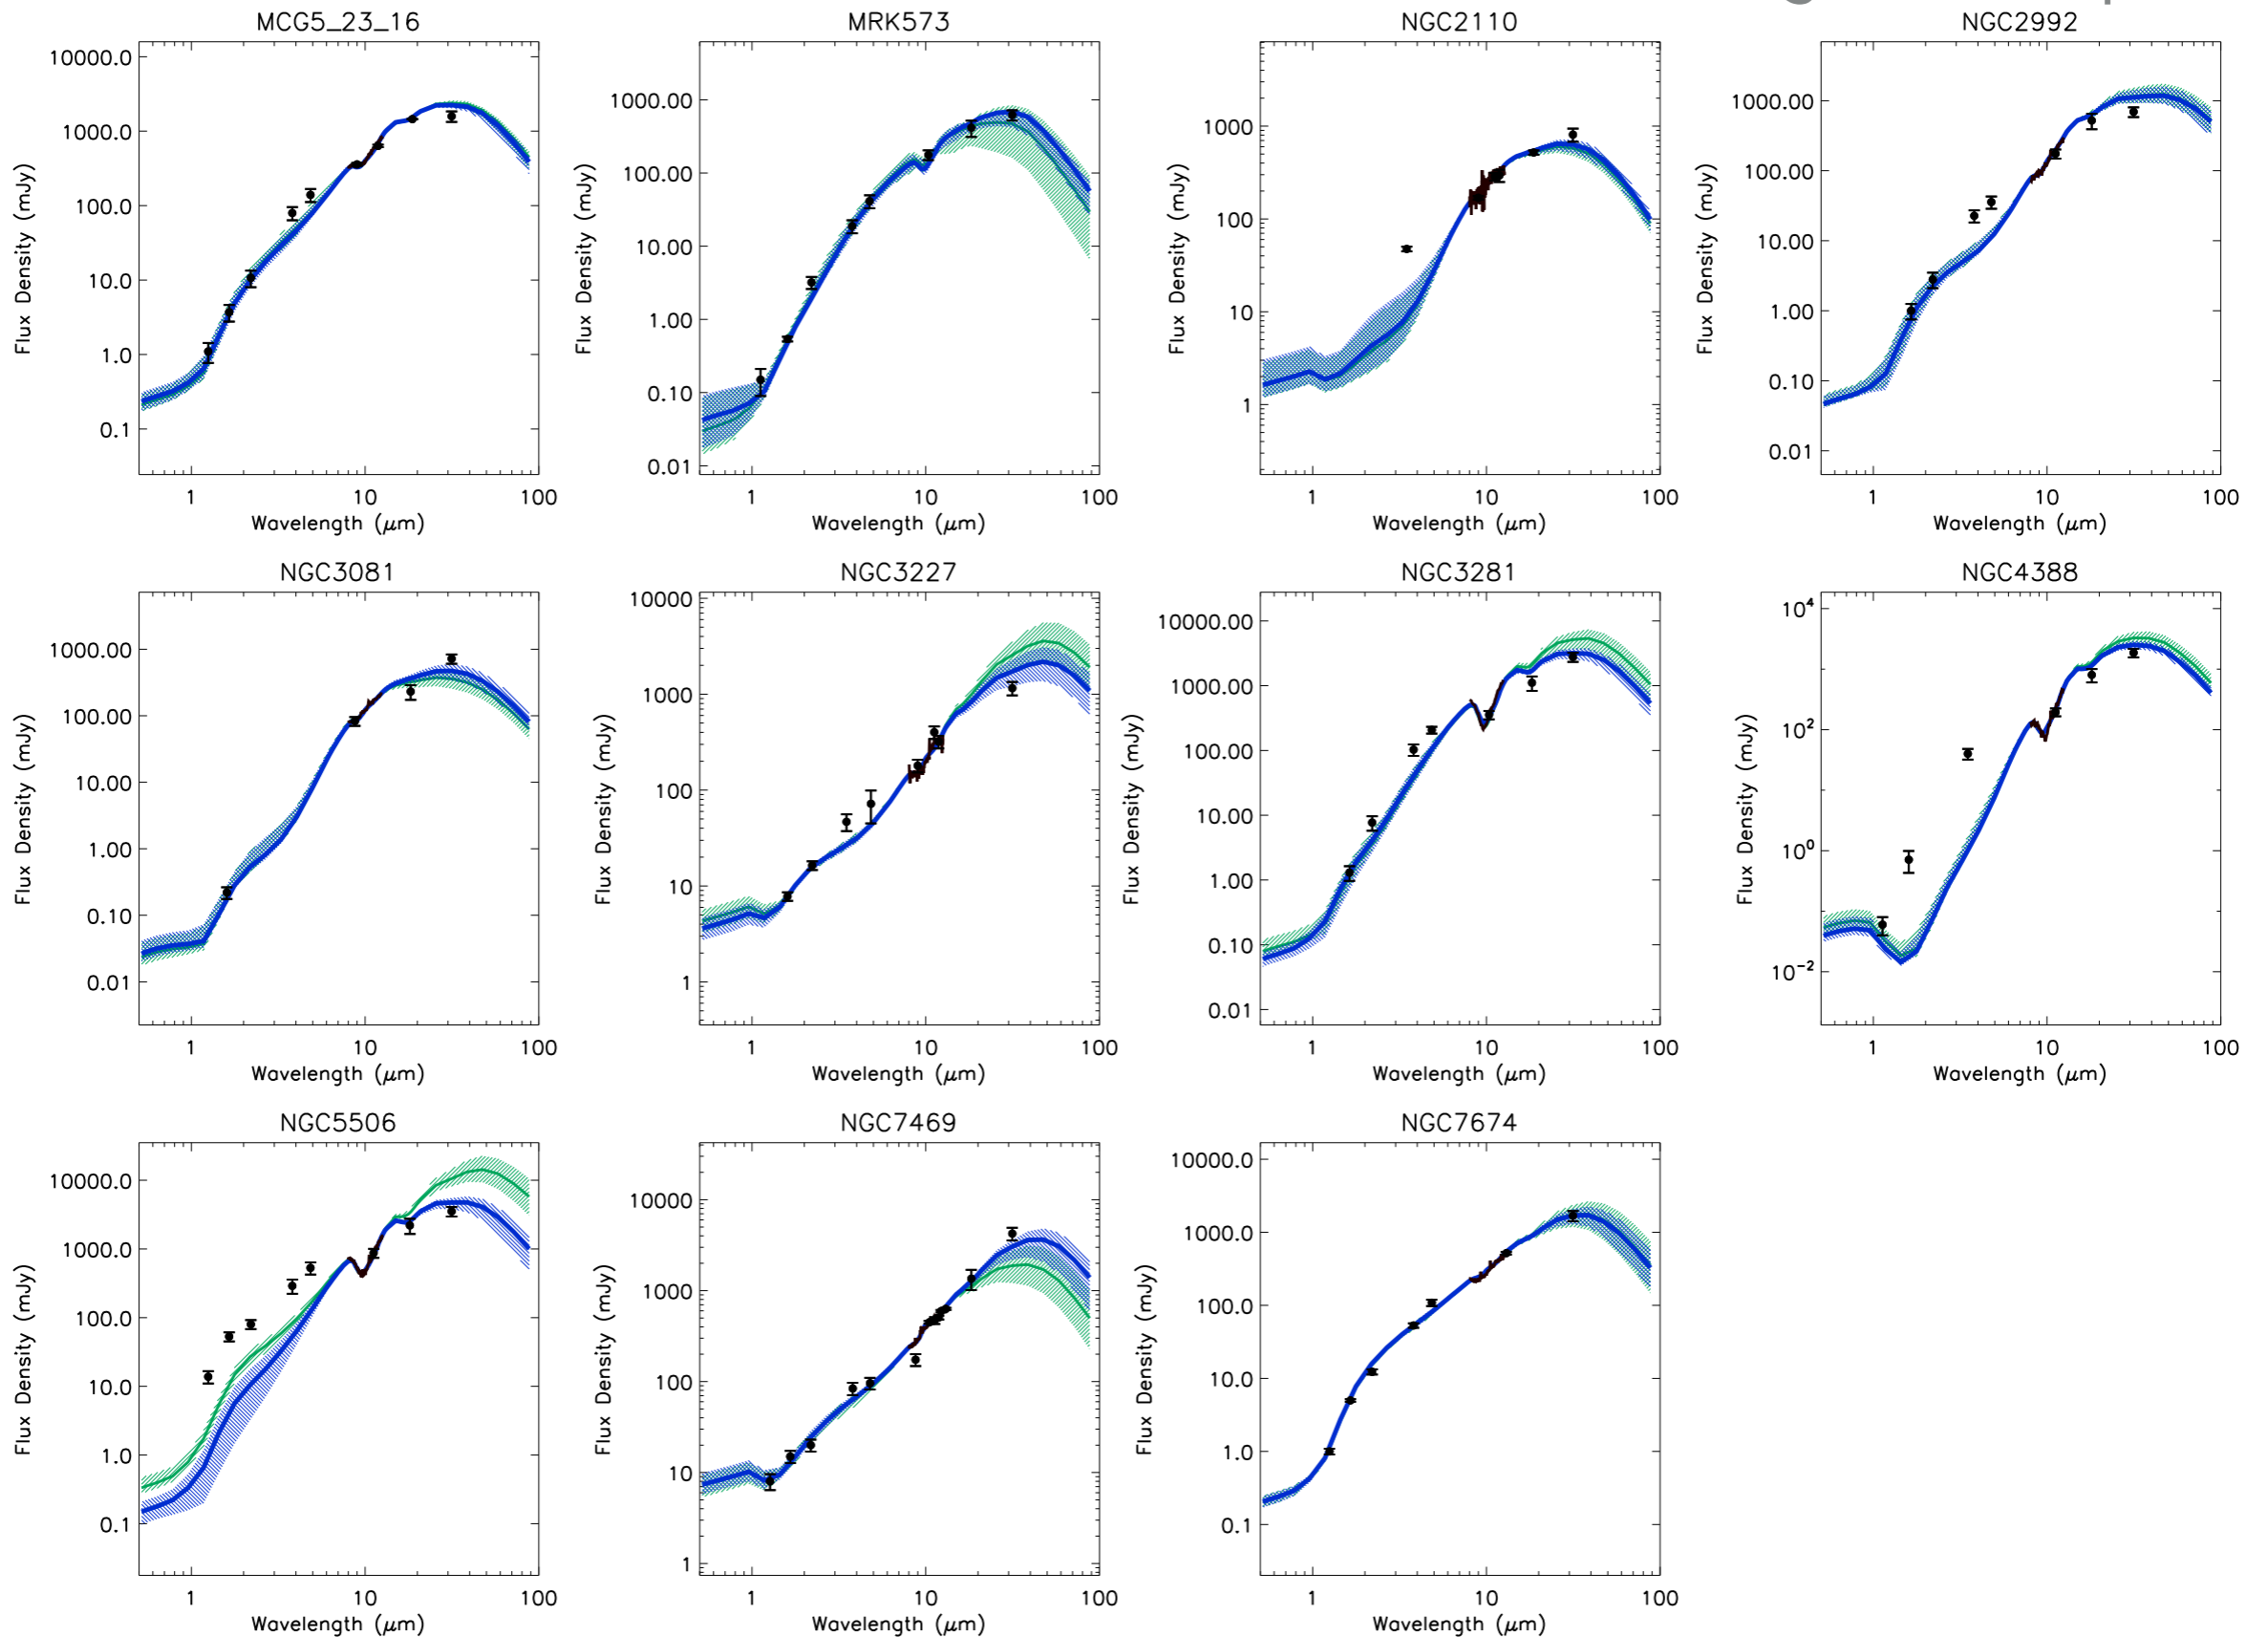 MCG5_23_16
MRK573
NGC2110
NGC2992
10000.0
1000.0
100.0
10.0
1.0
0.1
Flux Density (mJy)
1
10
100
Wavelength (μm)
1000.00
100.00
10.00
1.00
0.10
0.01
Flux Density (mJy)
1
10
100
Wavelength (μm)
1000
100
10
1
Flux Density (mJy)
1
10
100
Wavelength (μm)
1000.00
100.00
10.00
1.00
0.10
0.01
Flux Density (mJy)
1
10
100
Wavelength (μm)
NGC3081
NGC3227
NGC3281
NGC4388
1000.00
100.00
10.00
1.00
0.10
0.01
Flux Density (mJy)
1
10
100
Wavelength (μm)
10000
1000
100
10
1
Flux Density (mJy)
1
10
100
Wavelength (μm)
10000.00
1000.00
100.00
10.00
1.00
0.10
0.01
Flux Density (mJy)
1
10
100
Wavelength (μm)
10⁴
10²
10⁰
10⁻²
Flux Density (mJy)
1
10
100
Wavelength (μm)
NGC5506
NGC7469
NGC7674
10000.0
1000.0
100.0
10.0
1.0
0.1
Flux Density (mJy)
1
10
100
Wavelength (μm)
10000
1000
100
10
1
Flux Density (mJy)
1
10
100
Wavelength (μm)
10000.0
1000.0
100.0
10.0
1.0
0.1
Flux Density (mJy)
1
10
100
Wavelength (μm)